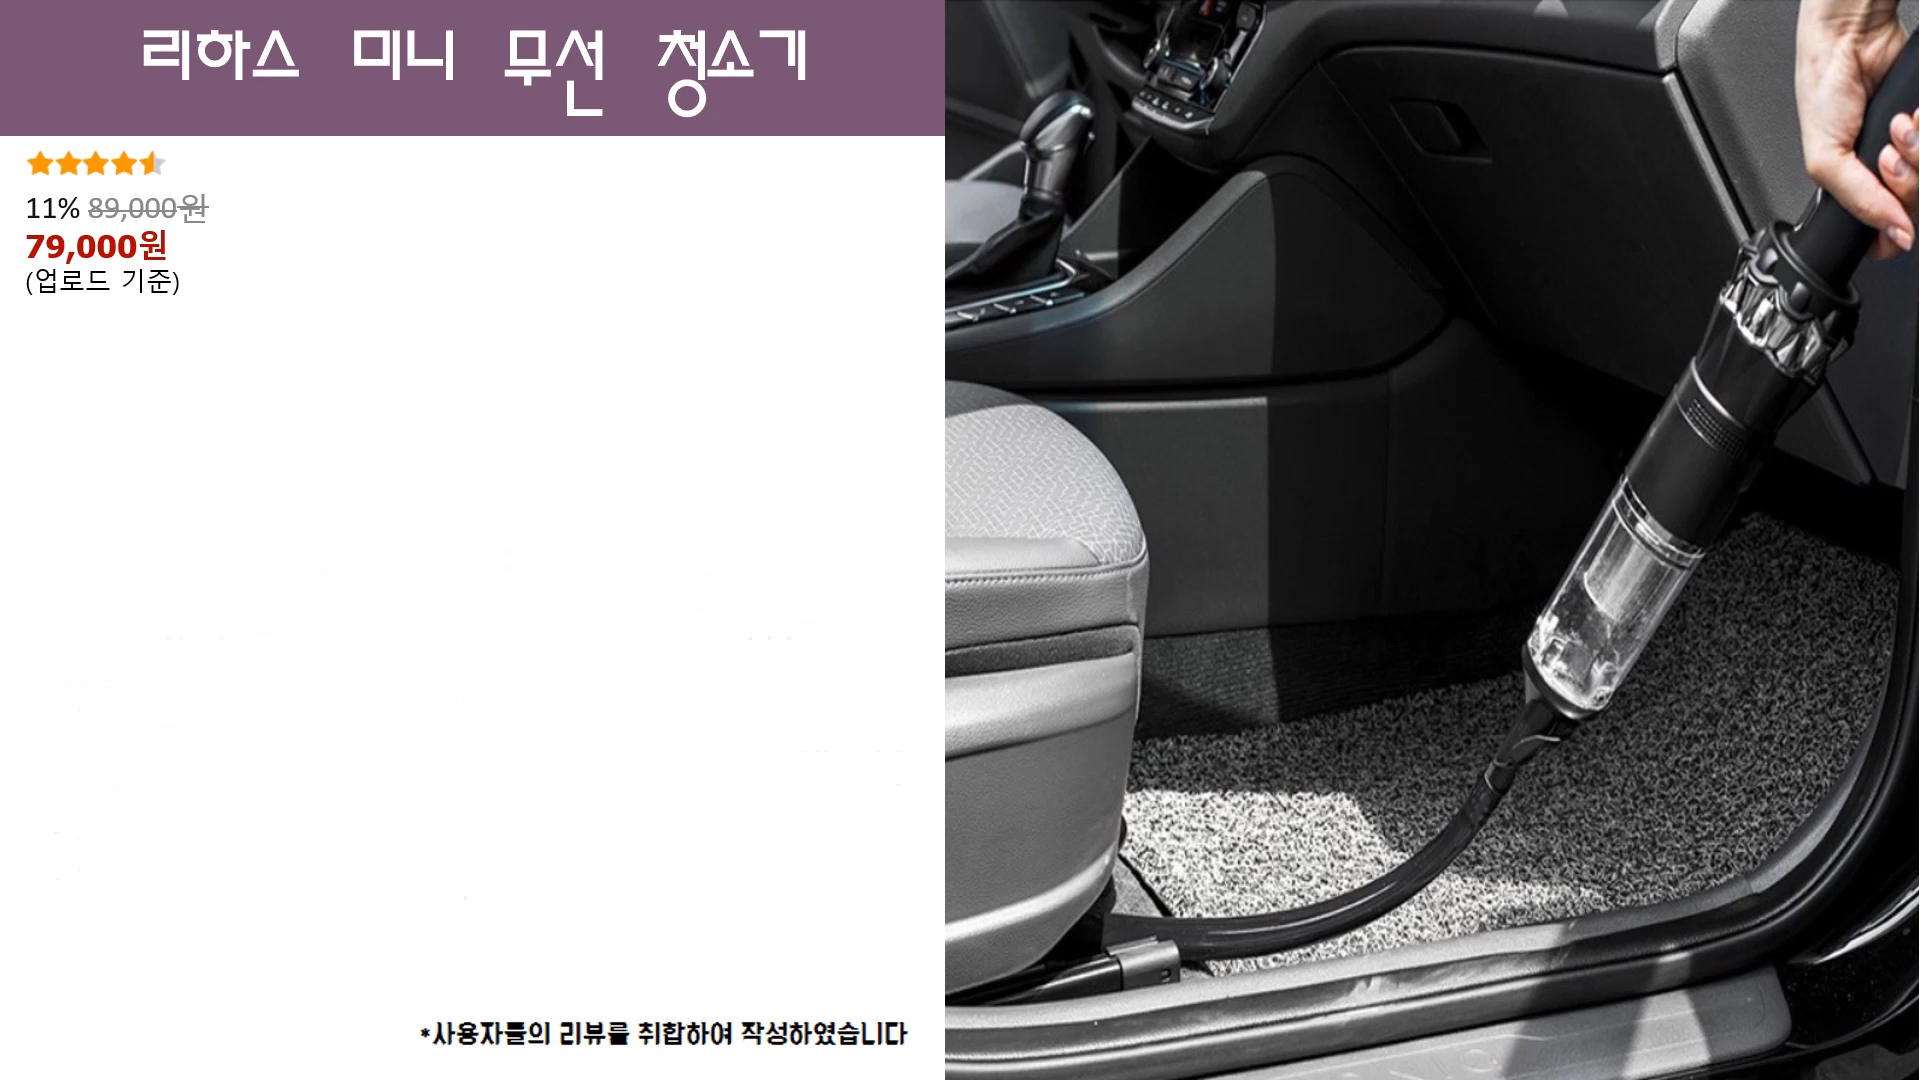 리하스 미니 무선 청소기
11% 89,000원
79,000원
(업로드 기준)
*사용자들의 리뷰를 취합하여 작성하였습니다